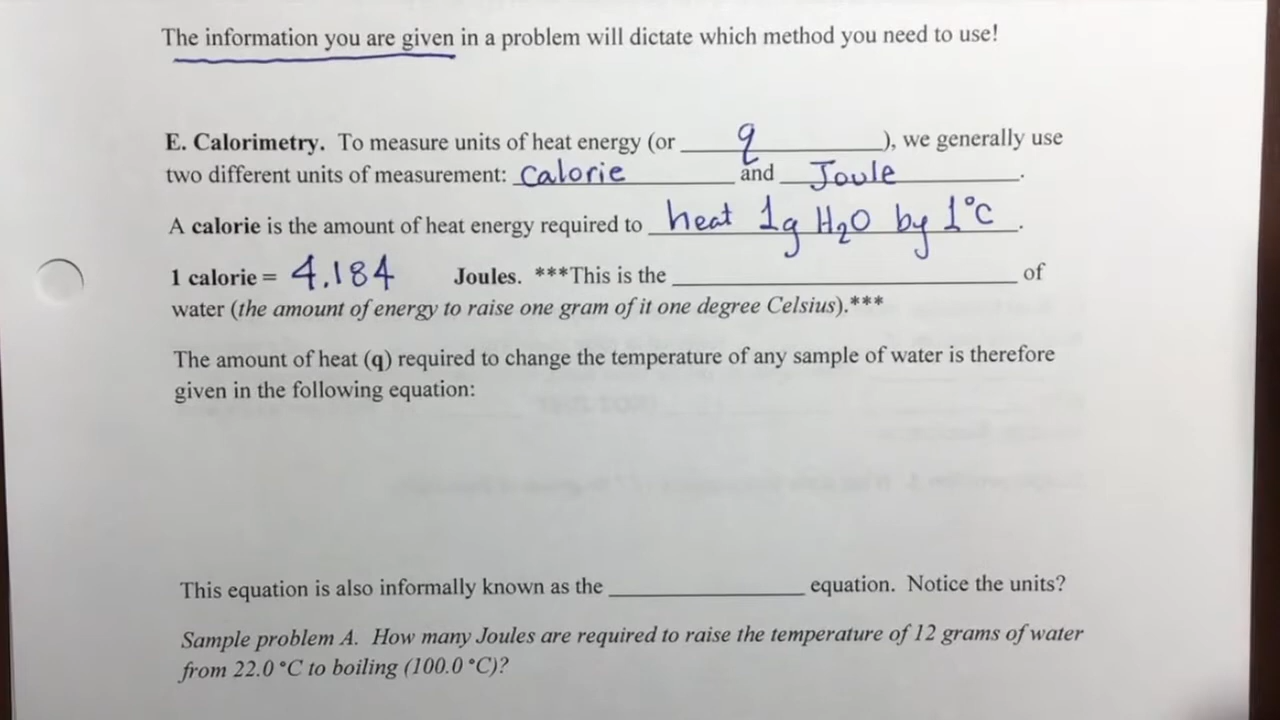 The information you are given in a problem will dictate which method you need to use!
E. Calorimetry. To measure units of heat energy (or q), we generally use
two different units of measurement: Calorie and Joule.
A calorie is the amount of heat energy required to heat 1g H₂O by 1°C.
1 calorie = 4.184 Joules. ***This is the ____________ of
water (the amount of energy to raise one gram of it one degree Celsius).***
The amount of heat (q) required to change the temperature of any sample of water is therefore
given in the following equation:
This equation is also informally known as the ____________ equation. Notice the units?
Sample problem A. How many Joules are required to raise the temperature of 12 grams of water
from 22.0 °C to boiling (100.0 °C)?